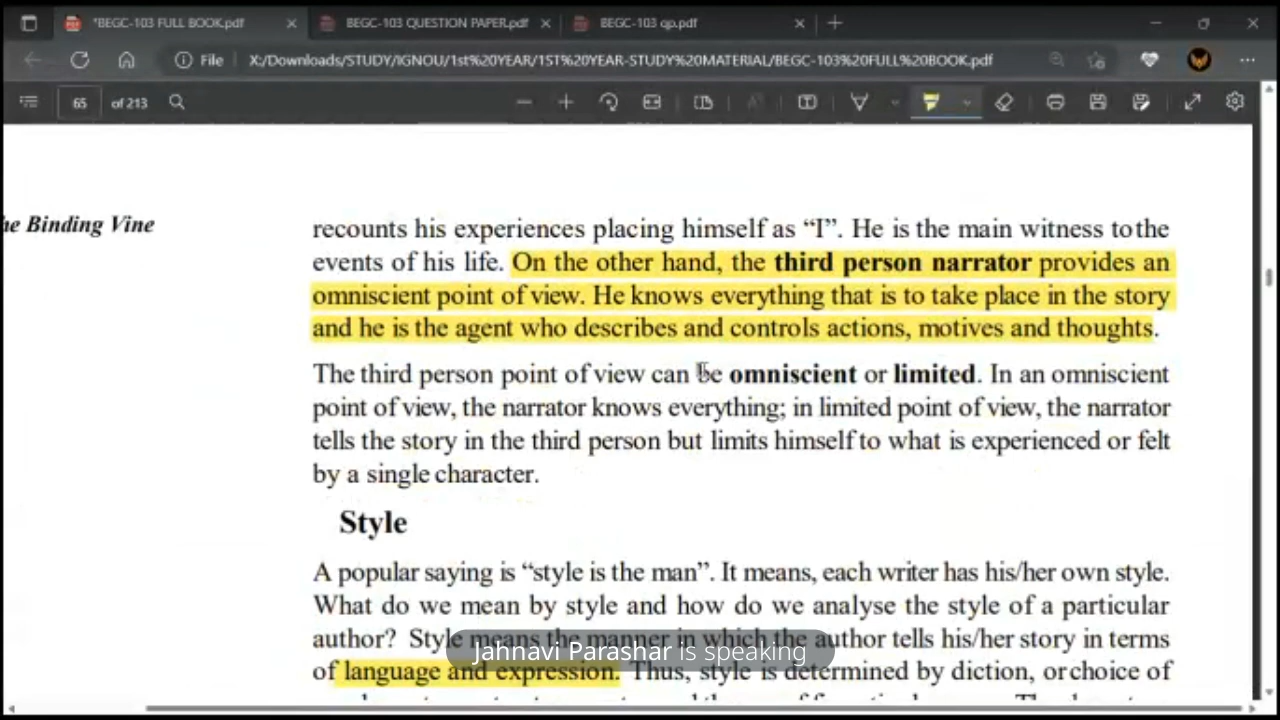 *BEGC-103 FULL BOOK.pdf
BEGC-103 QUESTION PAPER.pdf
BEGC-103 qp.pdf
File
X:/Downloads/STUDY/IGNOU/1st%20YEAR/1ST%20YEAR-STUDY%20MATERIAL/BEGC-103%20FULL%20BOOK.pdf
65 of 213
he Binding Vine
recounts his experiences placing himself as “I”. He is the main witness to the
events of his life. On the other hand, the third person narrator provides an
omniscient point of view. He knows everything that is to take place in the story
and he is the agent who describes and controls actions, motives and thoughts.
The third person point of view can be omniscient or limited. In an omniscient
point of view, the narrator knows everything; in limited point of view, the narrator
tells the story in the third person but limits himself to what is experienced or felt
by a single character.
Style
A popular saying is “style is the man”. It means, each writer has his/her own style.
What do we mean by style and how do we analyse the style of a particular
author? Style means the manner in which the author tells his/her story in terms
Jahnavi Parashar is speaking
of language and expression. Thus, style is determined by diction, or choice of